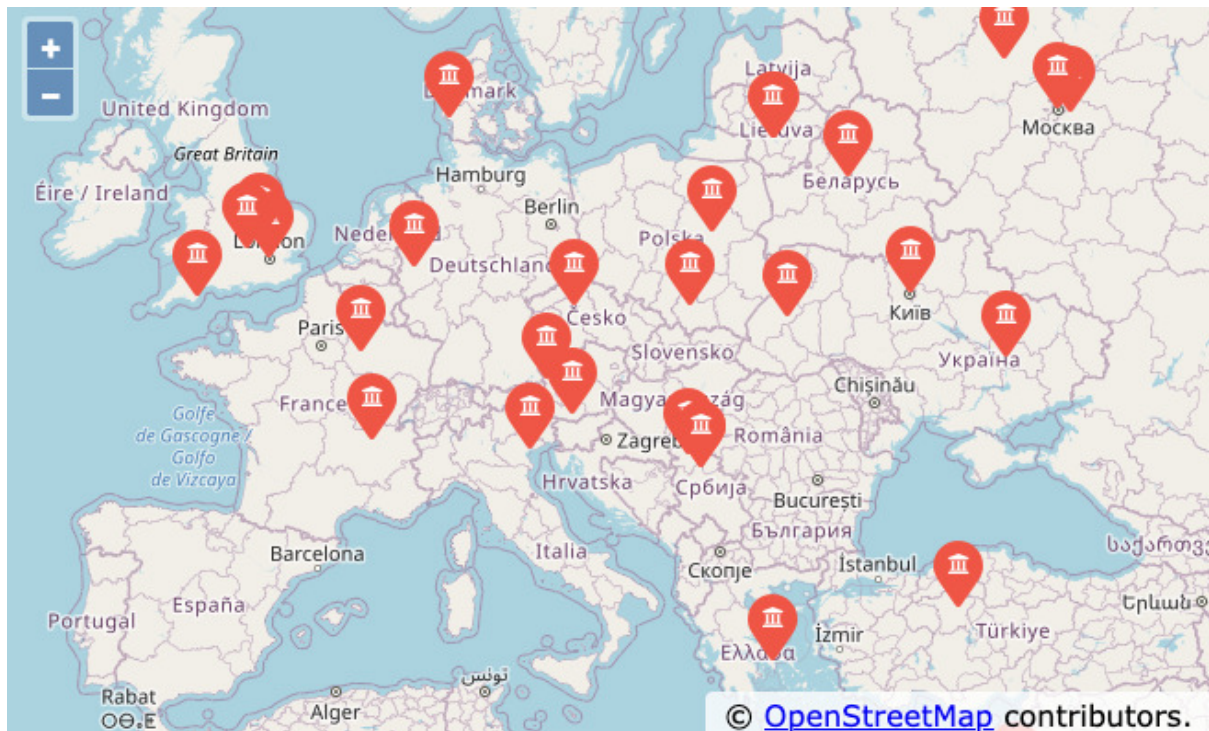 +
−
United Kingdom
Great Britain
Éire / Ireland
Latvija
Lietuva
Москва
Беларусь
Hamburg
Berlin
Polska
Deutschland
Česko
Київ
Україна
Paris
Slovensko
Chișinău
France
România
Zagreb
Golfe
de Gascogne /
Golfo
de Vizcaya
Hrvatska
Србија
București
Italia
България
Barcelona
Скопје
İstanbul
España
Portugal
İzmir
Türkiye
Երևան
تونس
Rabat
Alger
© OpenStreetMap contributors.